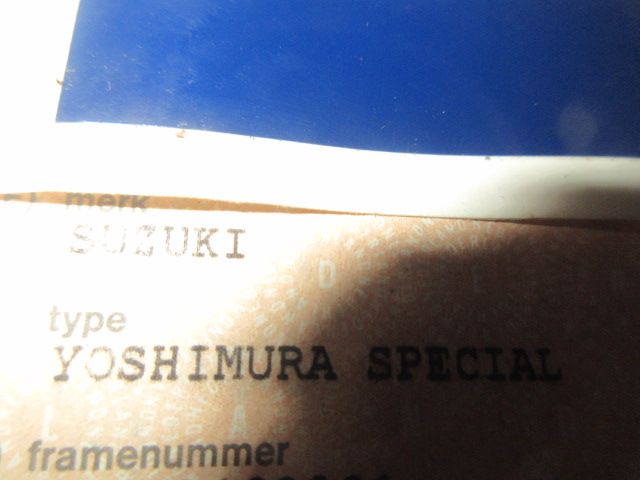 merk
SUZUKI
type
YOSHIMURA SPECIAL
framenummer